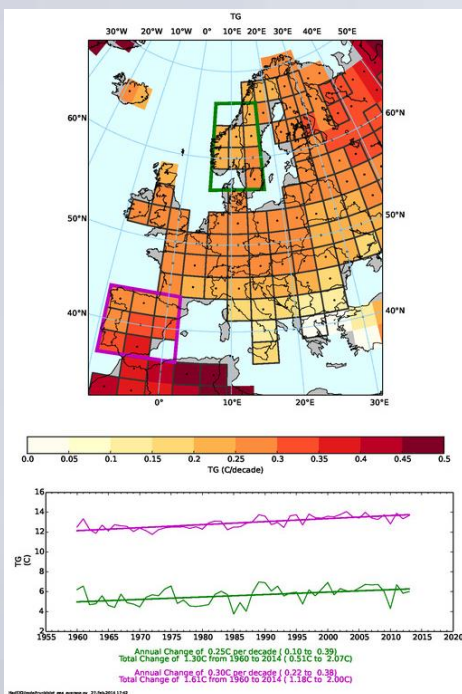 TG
30°W 20°W 10°W 0° 10°E 20°E 30°E 40°E 50°E
60°N 60°N
50°N 50°N
40°N 40°N
0° 10°E 20°E 30°E
0.0 0.05 0.1 0.15 0.2 0.25 0.3 0.35 0.4 0.45 0.5
TG (C/decade)
16
14
12
10
8
6
4
2
TG
(C)
1955 1960 1965 1970 1975 1980 1985 1990 1995 2000 2005 2010 2015 2020
Annual Change of 0.25C per decade ( 0.10 to 0.39)
Total Change of 1.30C from 1960 to 2014 ( 0.51C to 2.07C)
Annual Change of 0.30C per decade ( 0.22 to 0.38)
Total Change of 1.61C from 1960 to 2014 ( 1.18C to 2.00C)